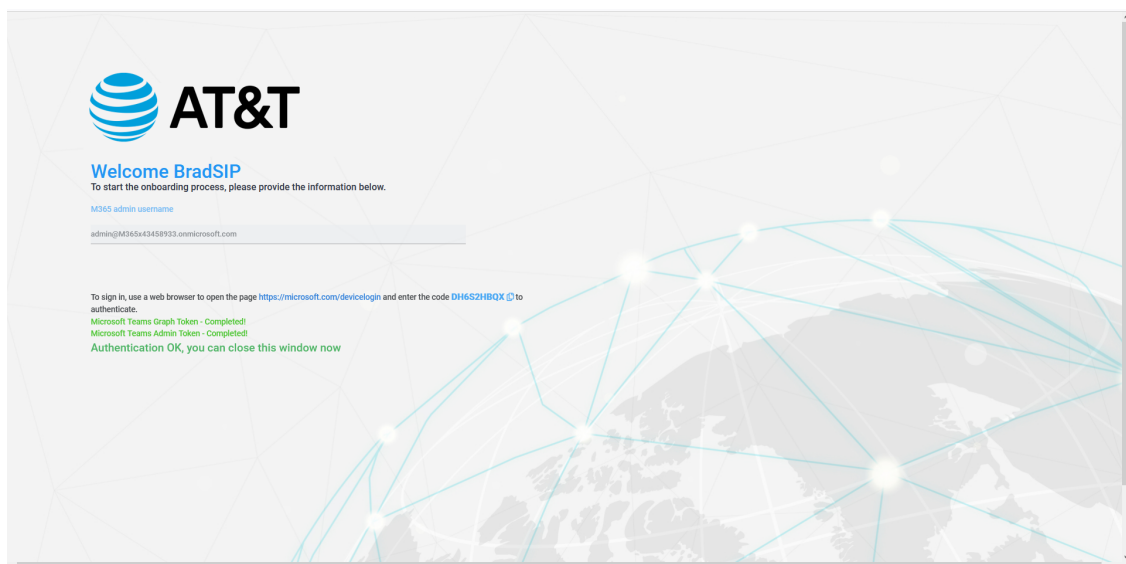 AT&T
Welcome BradSIP
To start the onboarding process, please provide the information below.
M365 admin username
admin@M365x43458933.onmicrosoft.com
To sign in, use a web browser to open the page https://microsoft.com/devicelogin and enter the code DH6S2HBQX to
authenticate.
Microsoft Teams Graph Token - Completed!
Microsoft Teams Admin Token - Completed!
Authentication OK, you can close this window now